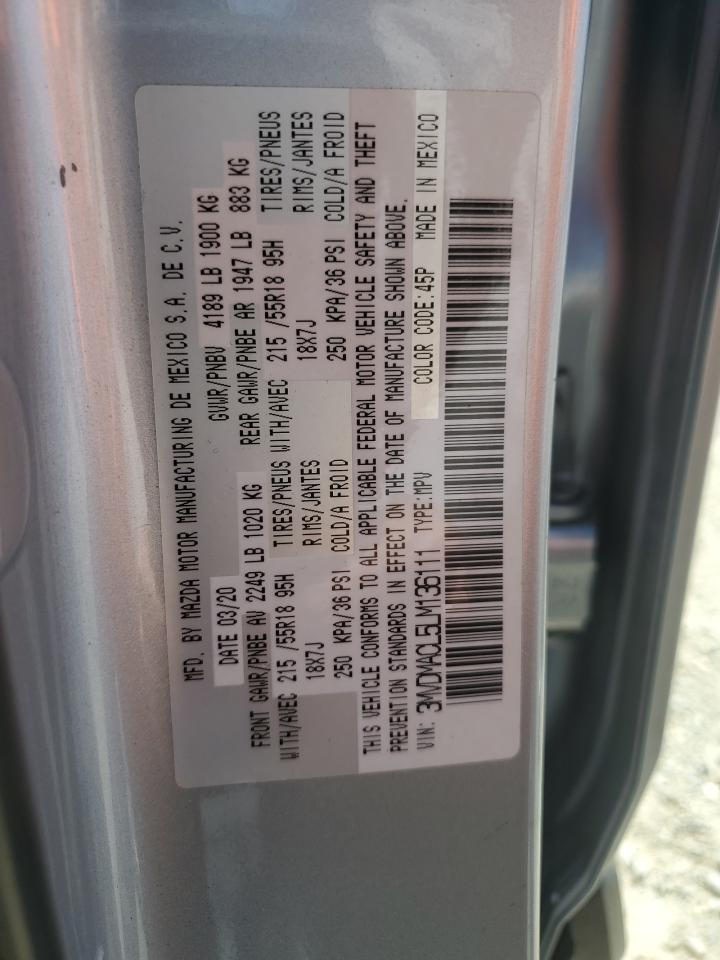 MFD. BY MAZDA MOTOR MANUFACTURING DE MEXICO S.A. DE C.V.
DATE 03/20 GVWR/PNBV 4189 LB 1900 KG
FRONT GAWR/PNBE AV 2249 LB 1020 KG REAR GAWR/PNBE AR 1947 LB 883 KG
WITH/AVEC 215 /55R18 95H TIRES/PNEUS WITH/AVEC 215 /55R18 95H TIRES/PNEUS
18X7J RIMS/JANTES 18X7J RIMS/JANTES
250 KPA/36 PSI COLD/A FROID 250 KPA/36 PSI COLD/A FROID
THIS VEHICLE CONFORMS TO ALL APPLICABLE FEDERAL MOTOR VEHICLE SAFETY AND THEFT
PREVENTION STANDARDS IN EFFECT ON THE DATE OF MANUFACTURE SHOWN ABOVE.
VIN: 3MVDMACL5LM136111 TYPE:MPV COLOR CODE:45P MADE IN MEXICO